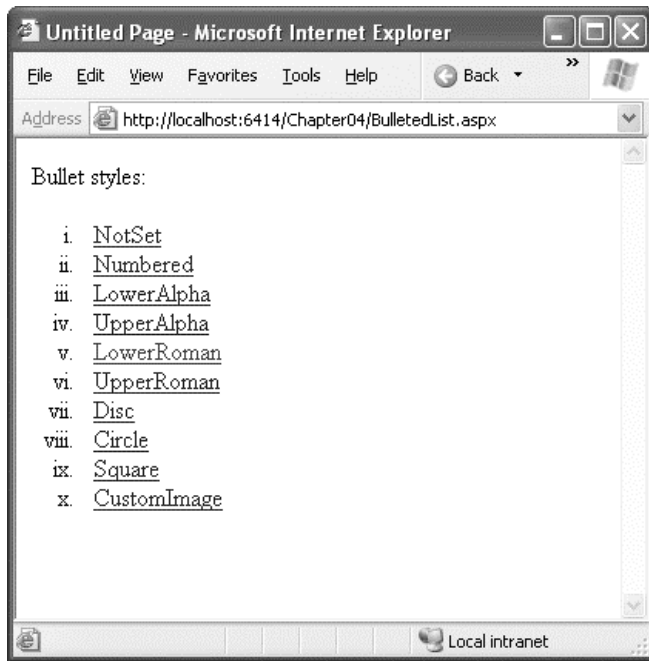 Untitled Page - Microsoft Internet Explorer
File Edit View Favorites Tools Help Back »
Address http://localhost:6414/Chapter04/BulletedList.aspx
Bullet styles:
i. NotSet
ii. Numbered
iii. LowerAlpha
iv. UpperAlpha
v. LowerRoman
vi. UpperRoman
vii. Disc
viii. Circle
ix. Square
x. CustomImage
Local intranet